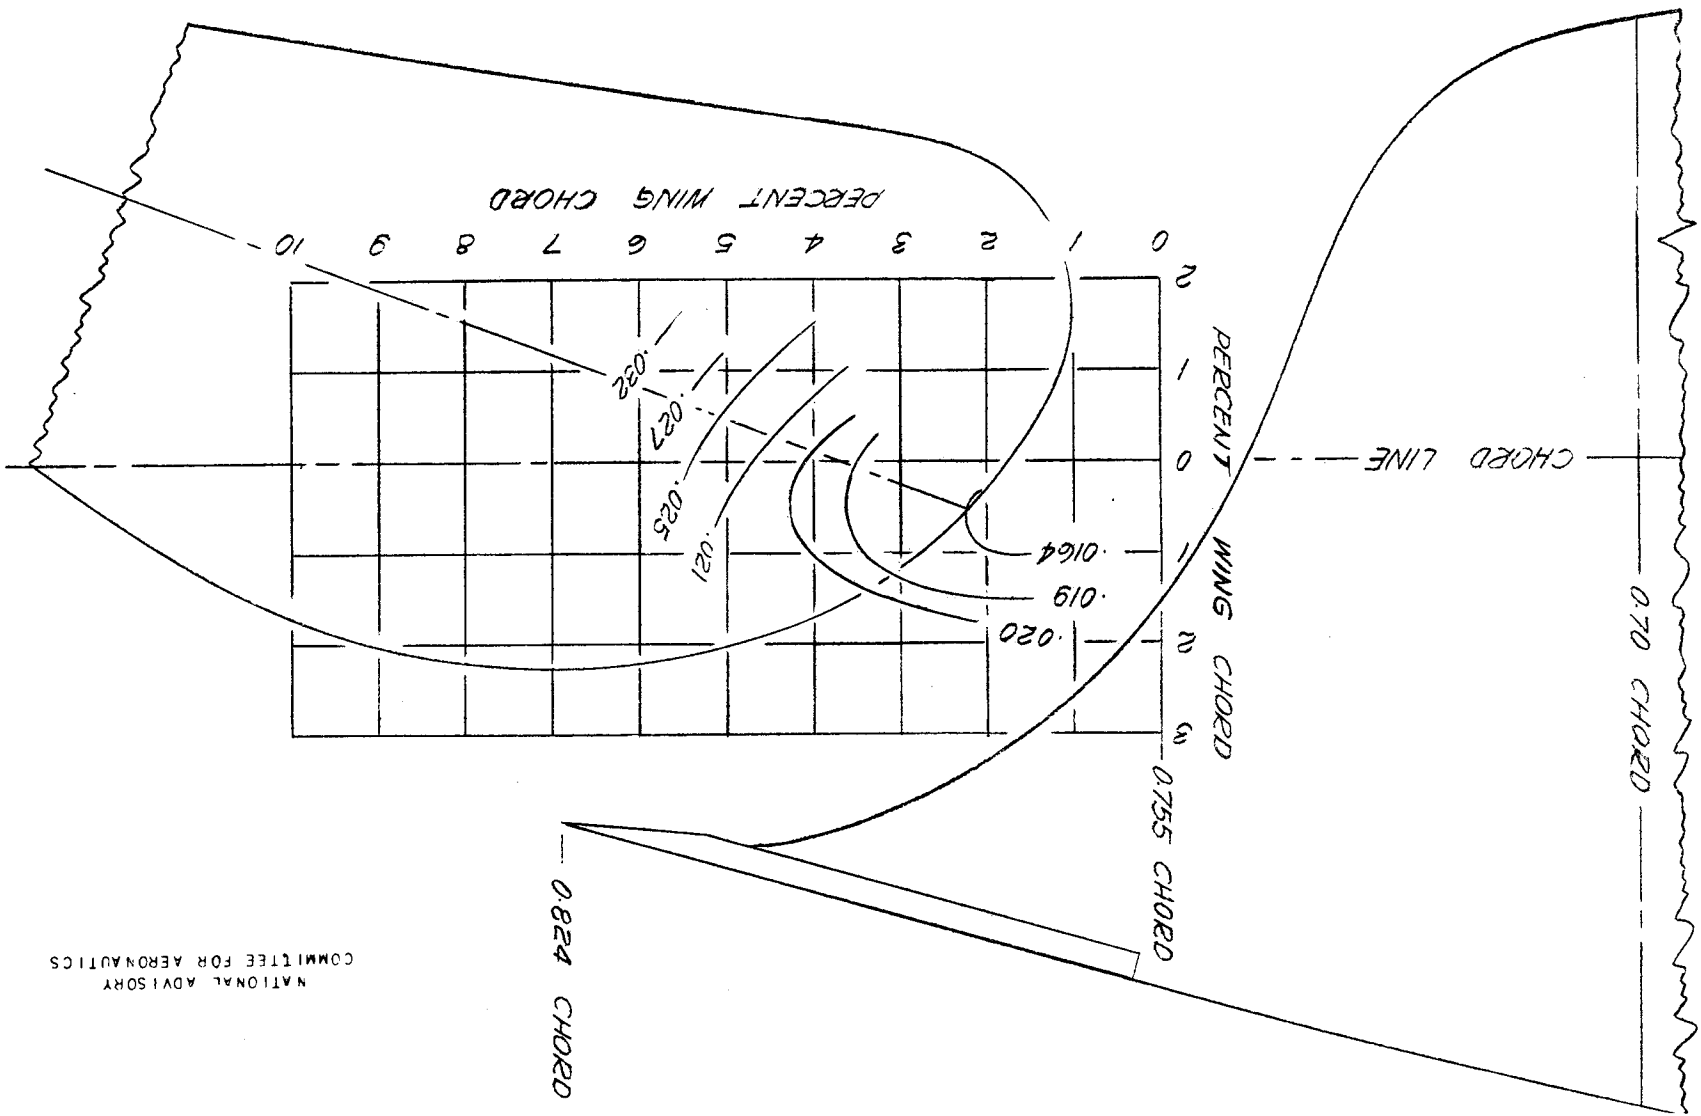 NATIONAL ADVISORY
COMMITTEE FOR AERONAUTICS
0.824 CHORD
0.755 CHORD
0.70 CHORD
3
2
1
0
1
2
PERCENT WING CHORD
CHORD LINE
.020
.019
.0164
.021
.025
.027
.032
0 1 2 3 4 5 6 7 8 9 10
PERCENT WING CHORD